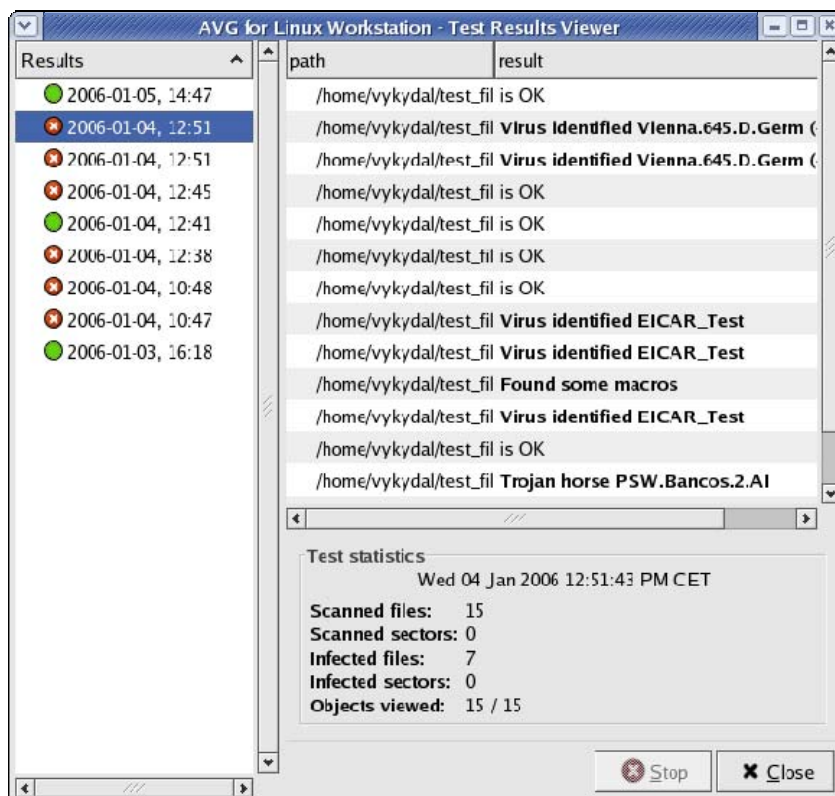 AVG for Linux Workstation - Test Results Viewer
Results
2006-01-05, 14:47
2006-01-04, 12:51
2006-01-04, 12:51
2006-01-04, 12:45
2006-01-04, 12:41
2006-01-04, 12:38
2006-01-04, 10:48
2006-01-04, 10:47
2006-01-03, 16:18
path result
/home/vykydal/test_fil is OK
/home/vykydal/test_fil Virus identified Vienna.645.D.Germ (
/home/vykydal/test_fil Virus identified Vienna.645.D.Germ (
/home/vykydal/test_fil is OK
/home/vykydal/test_fil is OK
/home/vykydal/test_fil is OK
/home/vykydal/test_fil is OK
/home/vykydal/test_fil Virus identified EICAR_Test
/home/vykydal/test_fil Virus identified EICAR_Test
/home/vykydal/test_fil Found some macros
/home/vykydal/test_fil Virus identified EICAR_Test
/home/vykydal/test_fil is OK
/home/vykydal/test_fil Trojan horse PSW.Bancos.2.AI
Test statistics
Wed 04 Jan 2006 12:51:43 PM CET
Scanned files: 15
Scanned sectors: 0
Infected files: 7
Infected sectors: 0
Objects viewed: 15 / 15
Stop
Close